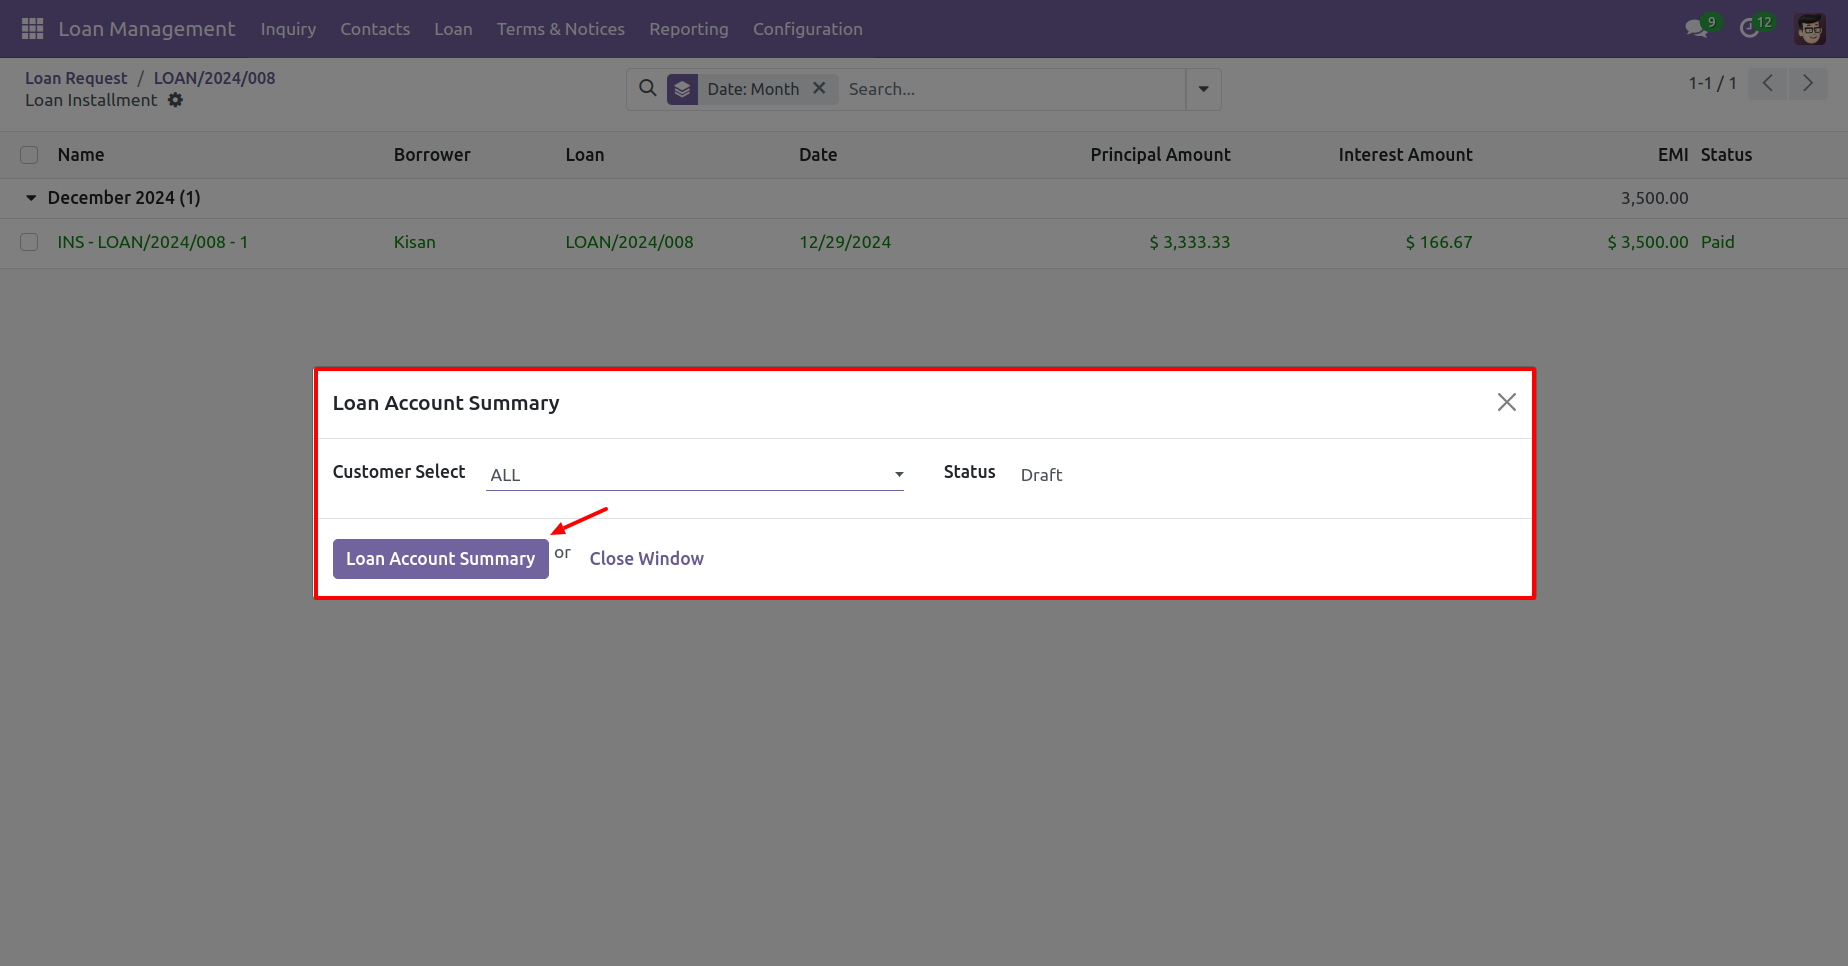 Loan Management Inquiry Contacts Loan Terms & Notices Reporting Configuration 9 12
Loan Request / LOAN/2024/008
Loan Installment
Date: Month Search...
1-1 / 1
Name Borrower Loan Date Principal Amount Interest Amount EMI Status
December 2024 (1) 3,500.00
INS - LOAN/2024/008 - 1 Kisan LOAN/2024/008 12/29/2024 $ 3,333.33 $ 166.67 $ 3,500.00 Paid
Loan Account Summary
Customer Select ALL Status Draft
Loan Account Summary or Close Window